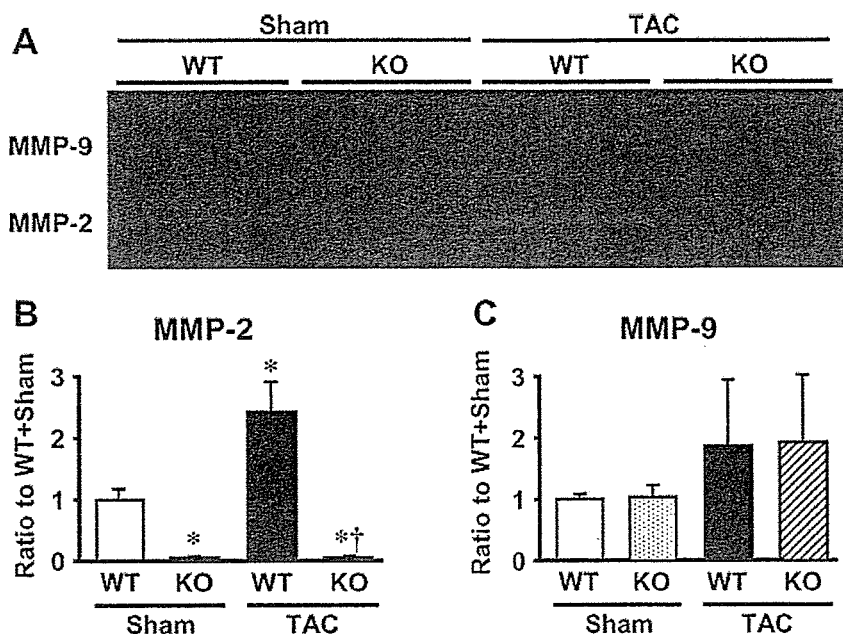 A
Sham TAC
WT KO WT KO
MMP-9
MMP-2
B MMP-2
Ratio to WT+Sham
3
2
1
0
*
*
*†
WT KO WT KO
Sham TAC
C MMP-9
Ratio to WT+Sham
3
2
1
0
WT KO WT KO
Sham TAC